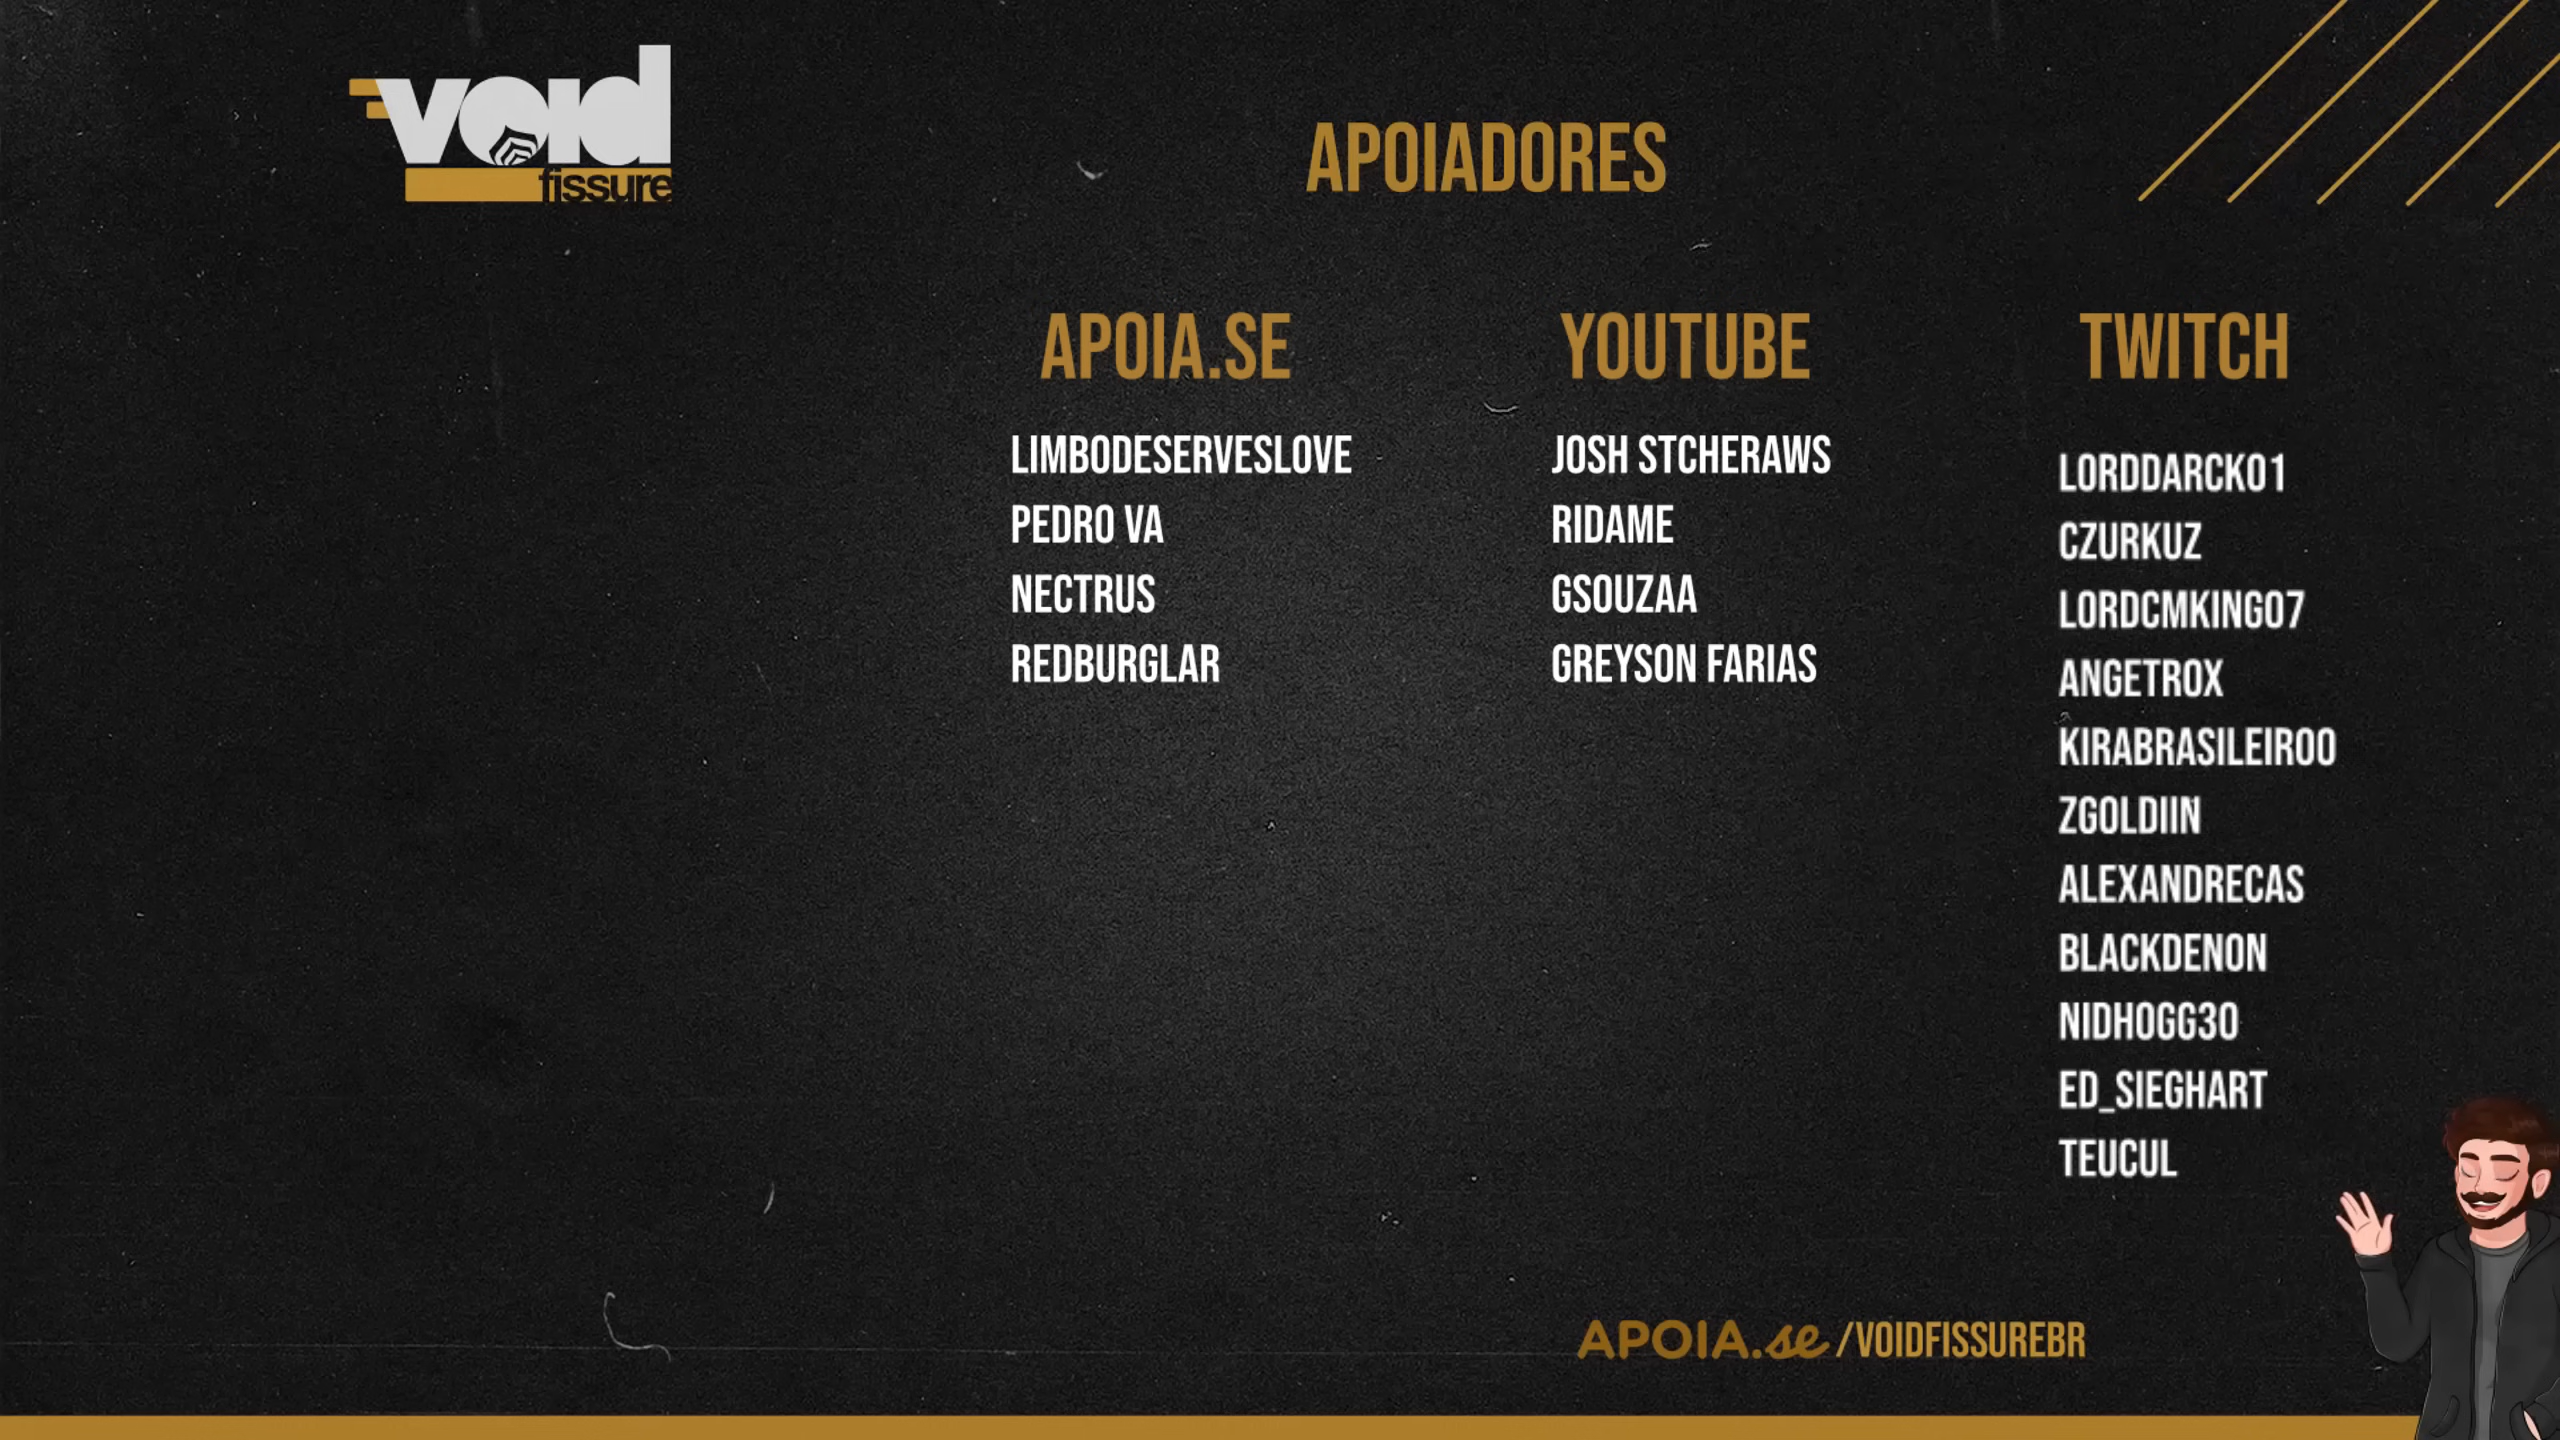 void
fissure
APOIADORES
APOIA.SE
LIMBODESERVESLOVE
PEDRO VA
NECTRUS
REDBURGLAR
YOUTUBE
JOSH STCHERAWS
RIDAME
GSOUZAA
GREYSON FARIAS
TWITCH
LORDDARCK01
CZURKUZ
LORDCMKING07
ANGETROX
KIRABRASILEIROO
ZGOLDIIN
ALEXANDRECAS
BLACKDENON
NIDHOGG30
ED_SIEGHART
TEUCUL
APOIA.se/VOIDFISSUREBR